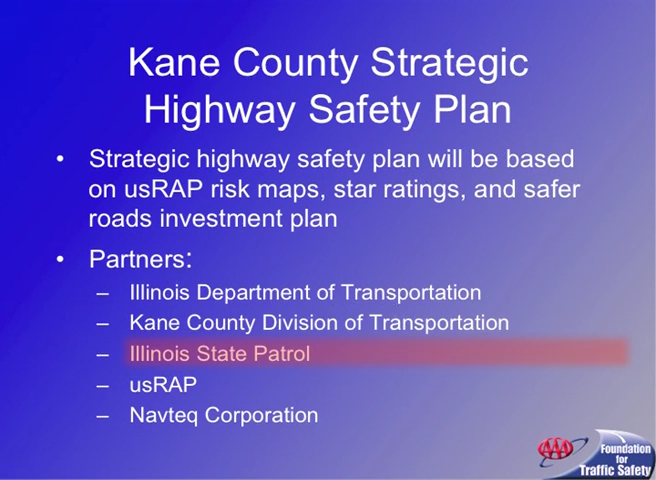 Kane County Strategic
Highway Safety Plan
• Strategic highway safety plan will be based
on usRAP risk maps, star ratings, and safer
roads investment plan
• Partners:
– Illinois Department of Transportation
– Kane County Division of Transportation
– Illinois State Patrol
– usRAP
– Navteq Corporation
AAA
Foundation
for
Traffic Safety